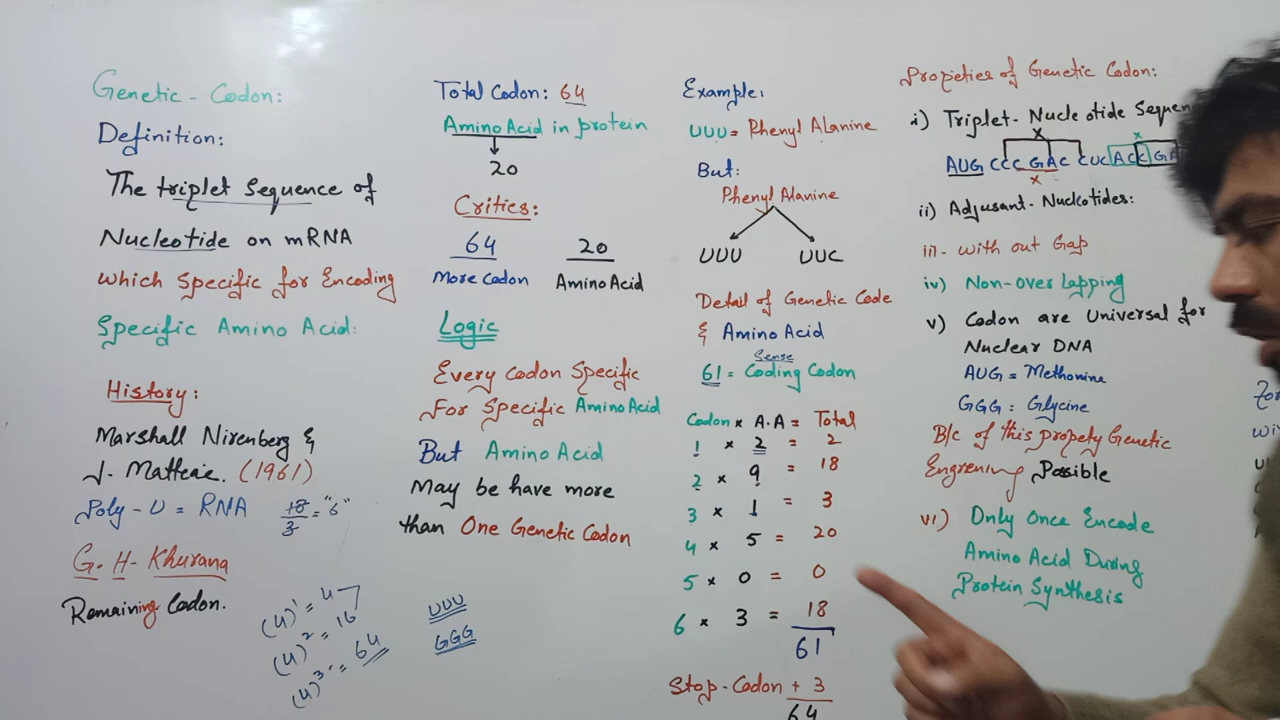 Genetic - Codon:
Definition:
The triplet Sequence of
Nucleotide on mRNA
which Specific for Encoding
Specific Amino Acid:
History:
Marshall Nirenberg &
J. Matteaie. (1961)
Poly - U = RNA
18/3 = "6"
G. H. Khurana
Remaining Codon.
(4)¹ = 4
(4)² = 16
(4)³ = 64
UUU
GGG
Total Codon: 64
Amino Acid in protein
20
Critics:
64 20
More Codon Amino Acid
Logic
Every Codon Specific
For Specific Amino Acid
But Amino Acid
May be have more
than One Genetic Codon
Example:
UUU = Phenyl Alanine
But:
Phenyl Alanine
UUU UUC
Detail of Genetic Code
& Amino Acid
Sense
61 = Coding Codon
Codon × A.A = Total
1 × 2 = 2
2 × 9 = 18
3 × 1 = 3
4 × 5 = 20
5 × 0 = 0
6 × 3 = 18
61
Stop-Codon + 3
64
Propeties of Genetic Codon:
i) Triplet - Nucleotide Sequen
x x
AUG CCC GAC CUC ACC GA
x
ii) Adjusant - Nucleotides:
iii - with out Gap
iv) Non-over lapping
v) Codon are Universal for
Nuclear DNA
AUG = Methonine
GGG: Glycine
B/c of this propety Genetic
Engrening Possible
vi) Only Once Encode
Amino Acid During
Protein Synthesis